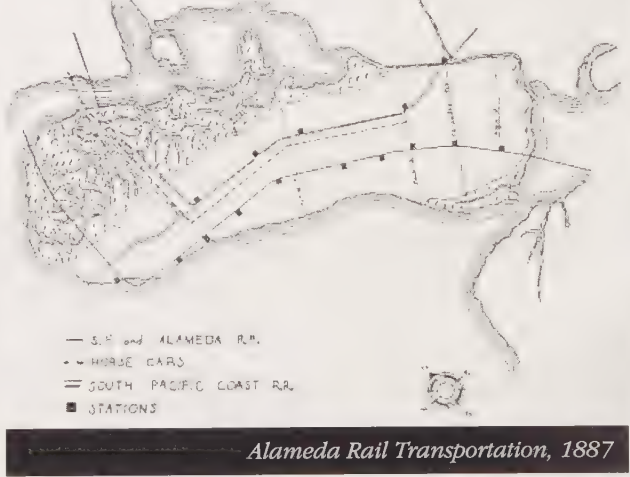 S.F. and ALAMEDA R.R.
HORSE CARS
SOUTH PACIFIC COAST R.R.
STATIONS
Alameda Rail Transportation, 1887